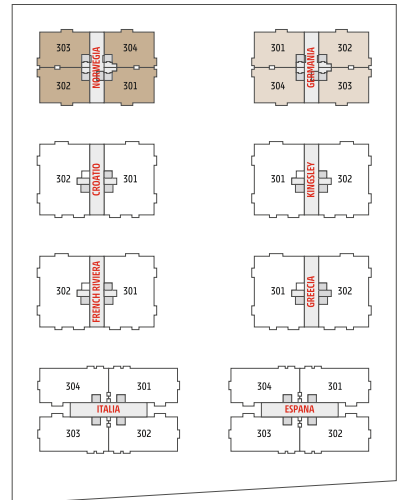 303 304
NORWEGIA
302 301
301 302
GERMANIA
304 303
302 CROATIO 301
301 KINGSLEY 302
302 FRENCH RIVIERA 301
301 GREECIA 302
304 301
ITALIA
303 302
304 301
ESPANA
303 302